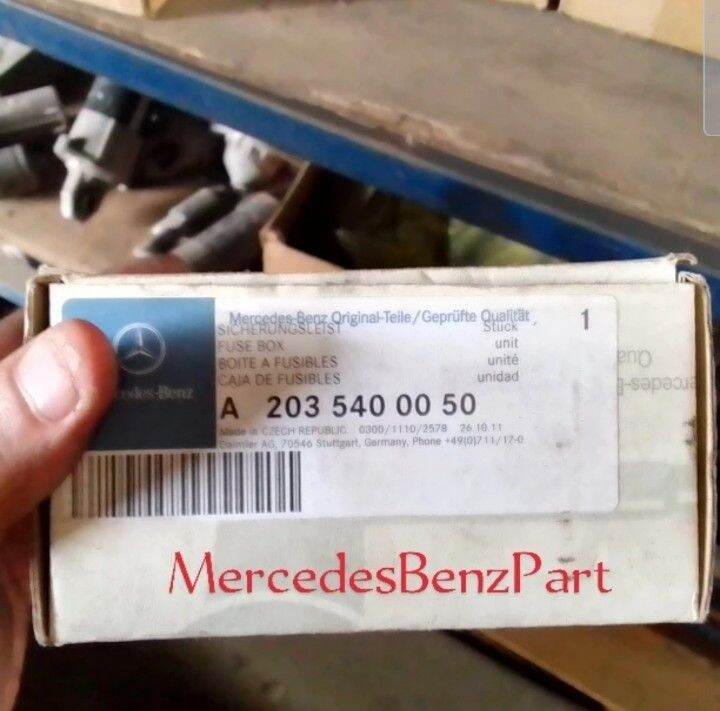 Mercedes-Benz Original-Teile/Geprüfte Qualität
SICHERUNGSLEIST Stück 1
FUSE BOX unit
BOITE A FUSIBLES unité
CAJA DE FUSIBLES unidad
A 203 540 00 50
Made in CZECH REPUBLIC 0300/1110/2578 26.10.11
Daimler AG, 70546 Stuttgart, Germany, Phone +49(0)711/17-0
cedes-Benz
MercedesBenzPart